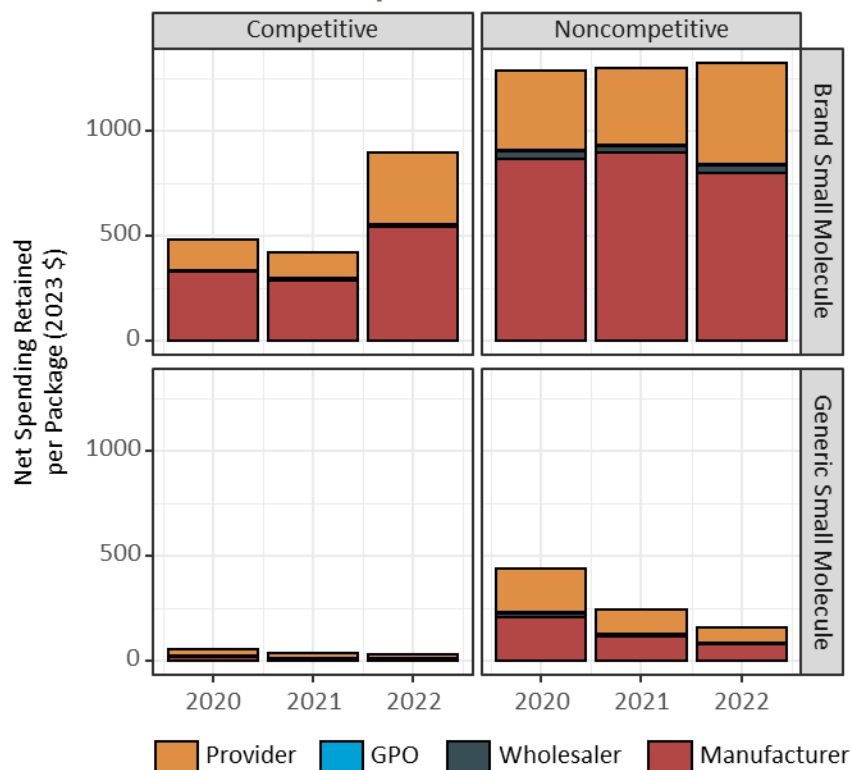 Competitive
Noncompetitive
Net Spending Retained
per Package (2023 $)
1000
500
0
Brand Small Molecule
1000
500
0
Generic Small Molecule
2020
2021
2022
2020
2021
2022
Provider
GPO
Wholesaler
Manufacturer